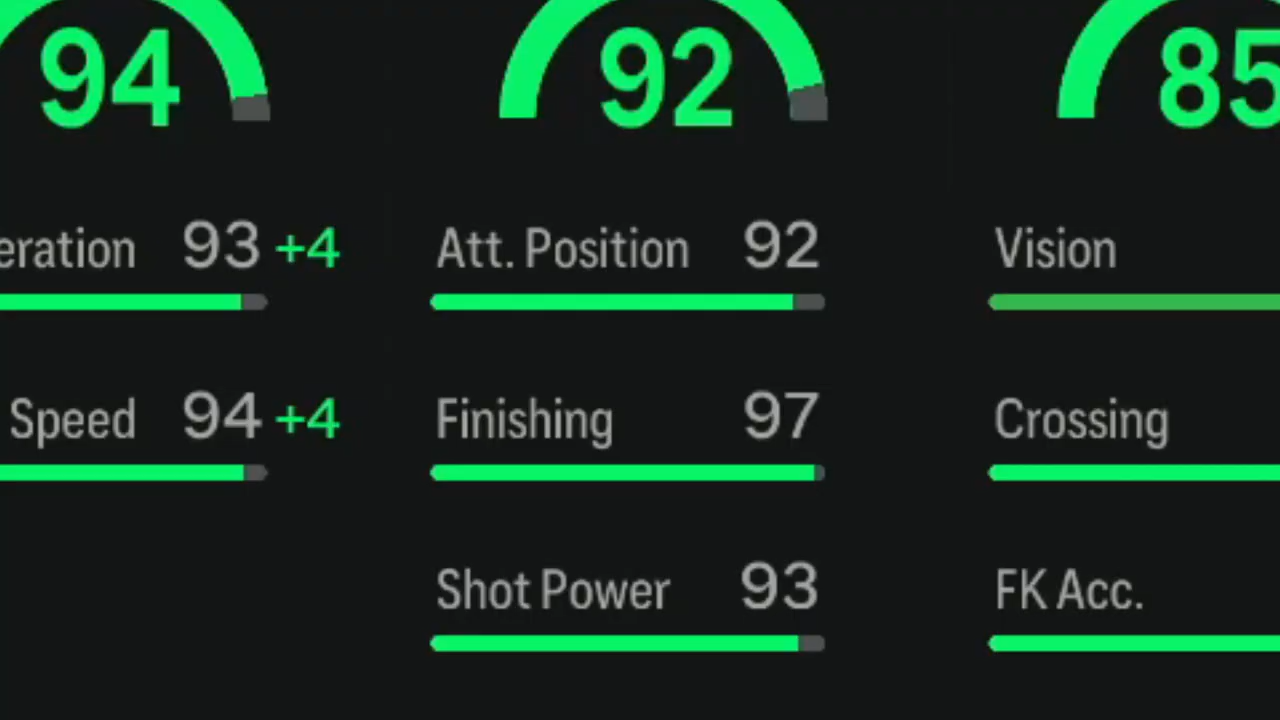 94 92 85
eration 93 +4 Att. Position 92 Vision
Speed 94 +4 Finishing 97 Crossing
Shot Power 93 FK Acc.